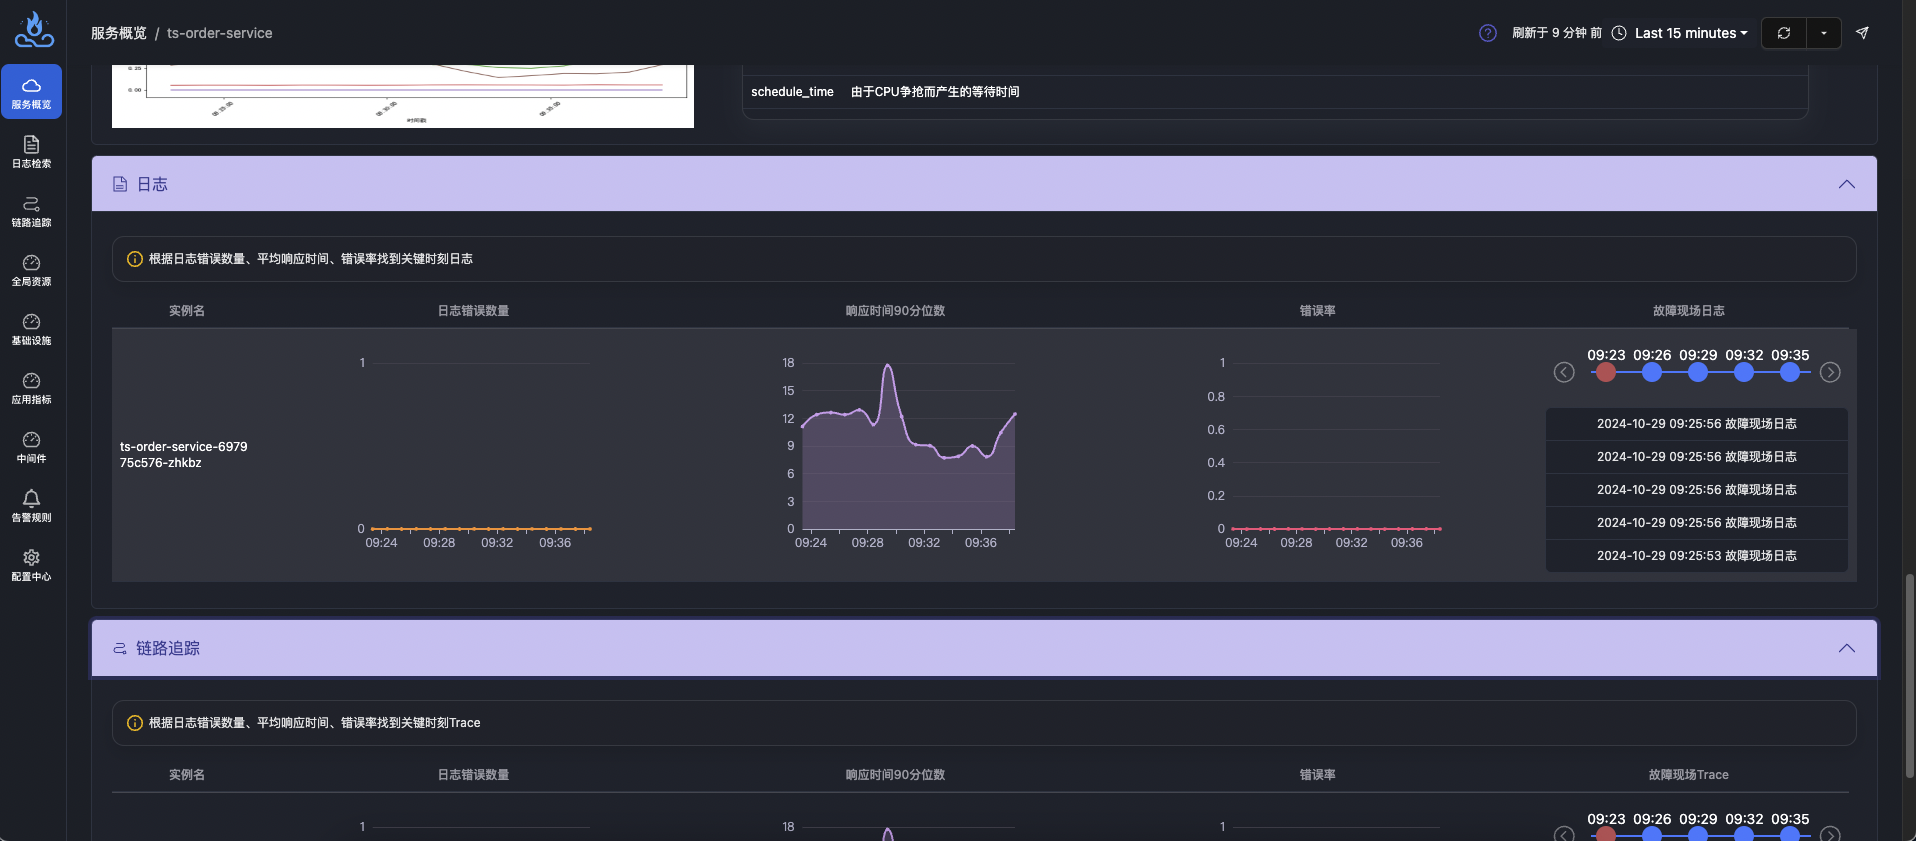 服务概览 / ts-order-service
刷新于 9 分钟 前
Last 15 minutes
服务概览
日志检索
链路追踪
全局资源
基础设施
应用指标
中间件
告警规则
配置中心
0.00
时间戳
schedule_time 由于CPU争抢而产生的等待时间
日志
根据日志错误数量、平均响应时间、错误率找到关键时刻日志
实例名 日志错误数量 响应时间90分位数 错误率 故障现场日志
ts-order-service-6979
75c576-zhkbz
1
0
09:24 09:28 09:32 09:36
18
15
12
9
6
3
0
09:24 09:28 09:32 09:36
1
0.8
0.6
0.4
0.2
0
09:24 09:28 09:32 09:36
09:23 09:26 09:29 09:32 09:35
2024-10-29 09:25:56 故障现场日志
2024-10-29 09:25:56 故障现场日志
2024-10-29 09:25:56 故障现场日志
2024-10-29 09:25:56 故障现场日志
2024-10-29 09:25:53 故障现场日志
链路追踪
根据日志错误数量、平均响应时间、错误率找到关键时刻Trace
实例名 日志错误数量 响应时间90分位数 错误率 故障现场Trace
1
18
1
09:23 09:26 09:29 09:32 09:35